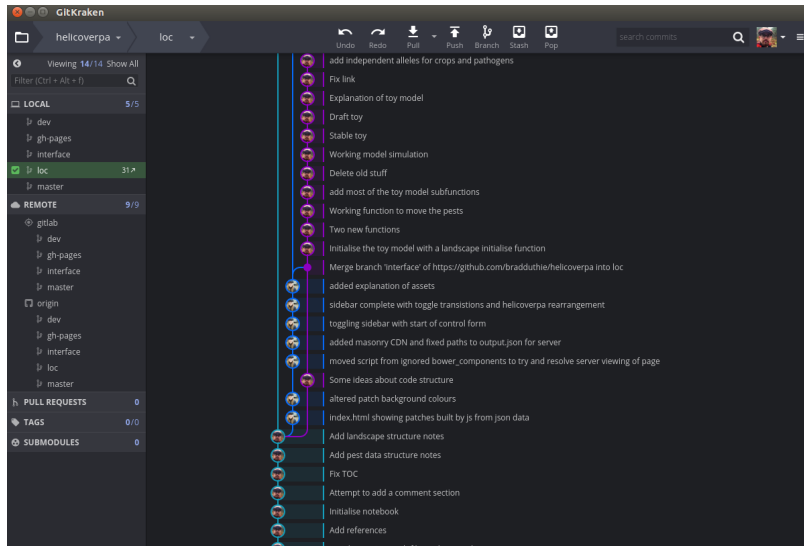 GitKraken
helicoverpa
loc
Undo
Redo
Pull
Push
Branch
Stash
Pop
search commits
Viewing 14/14 Show All
Filter (Ctrl + Alt + f)
LOCAL 5/5
dev
gh-pages
interface
loc 31
master
REMOTE 9/9
gitlab
dev
gh-pages
interface
master
origin
dev
gh-pages
interface
loc
master
PULL REQUESTS 0
TAGS 0/0
SUBMODULES 0
add independent alleles for crops and pathogens
Fix link
Explanation of toy model
Draft toy
Stable toy
Working model simulation
Delete old stuff
add most of the toy model subfunctions
Working function to move the pests
Two new functions
Initialise the toy model with a landscape initialise function
Merge branch 'interface' of https://github.com/bradduthie/helicoverpa into loc
added explanation of assets
sidebar complete with toggle transistions and helicoverpa rearrangement
toggling sidebar with start of control form
added masonry CDN and fixed paths to output.json for server
moved script from ignored bower_components to try and resolve server viewing of page
Some ideas about code structure
altered patch background colours
index.html showing patches built by js from json data
Add landscape structure notes
Add pest data structure notes
Fix TOC
Attempt to add a comment section
Initialise notebook
Add references